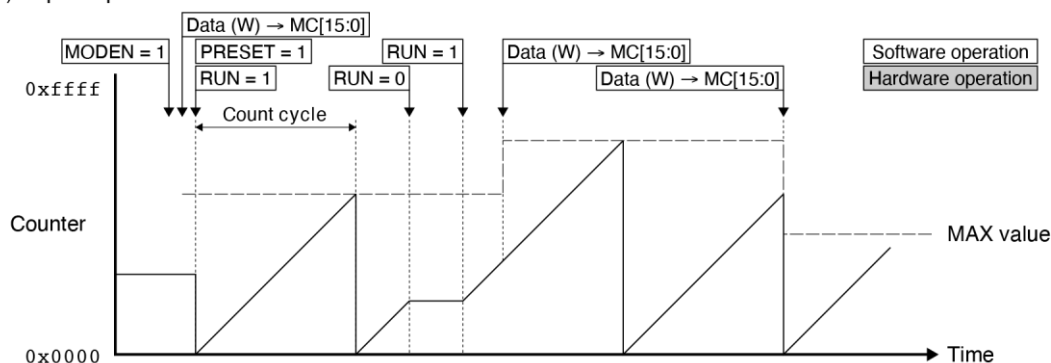 Data (W) → MC[15:0]
MODEN = 1
PRESET = 1
RUN = 1
RUN = 0
RUN = 1
Data (W) → MC[15:0]
Data (W) → MC[15:0]
Software operation
Hardware operation
0xffff
Count cycle
Counter
MAX value
0x0000
Time